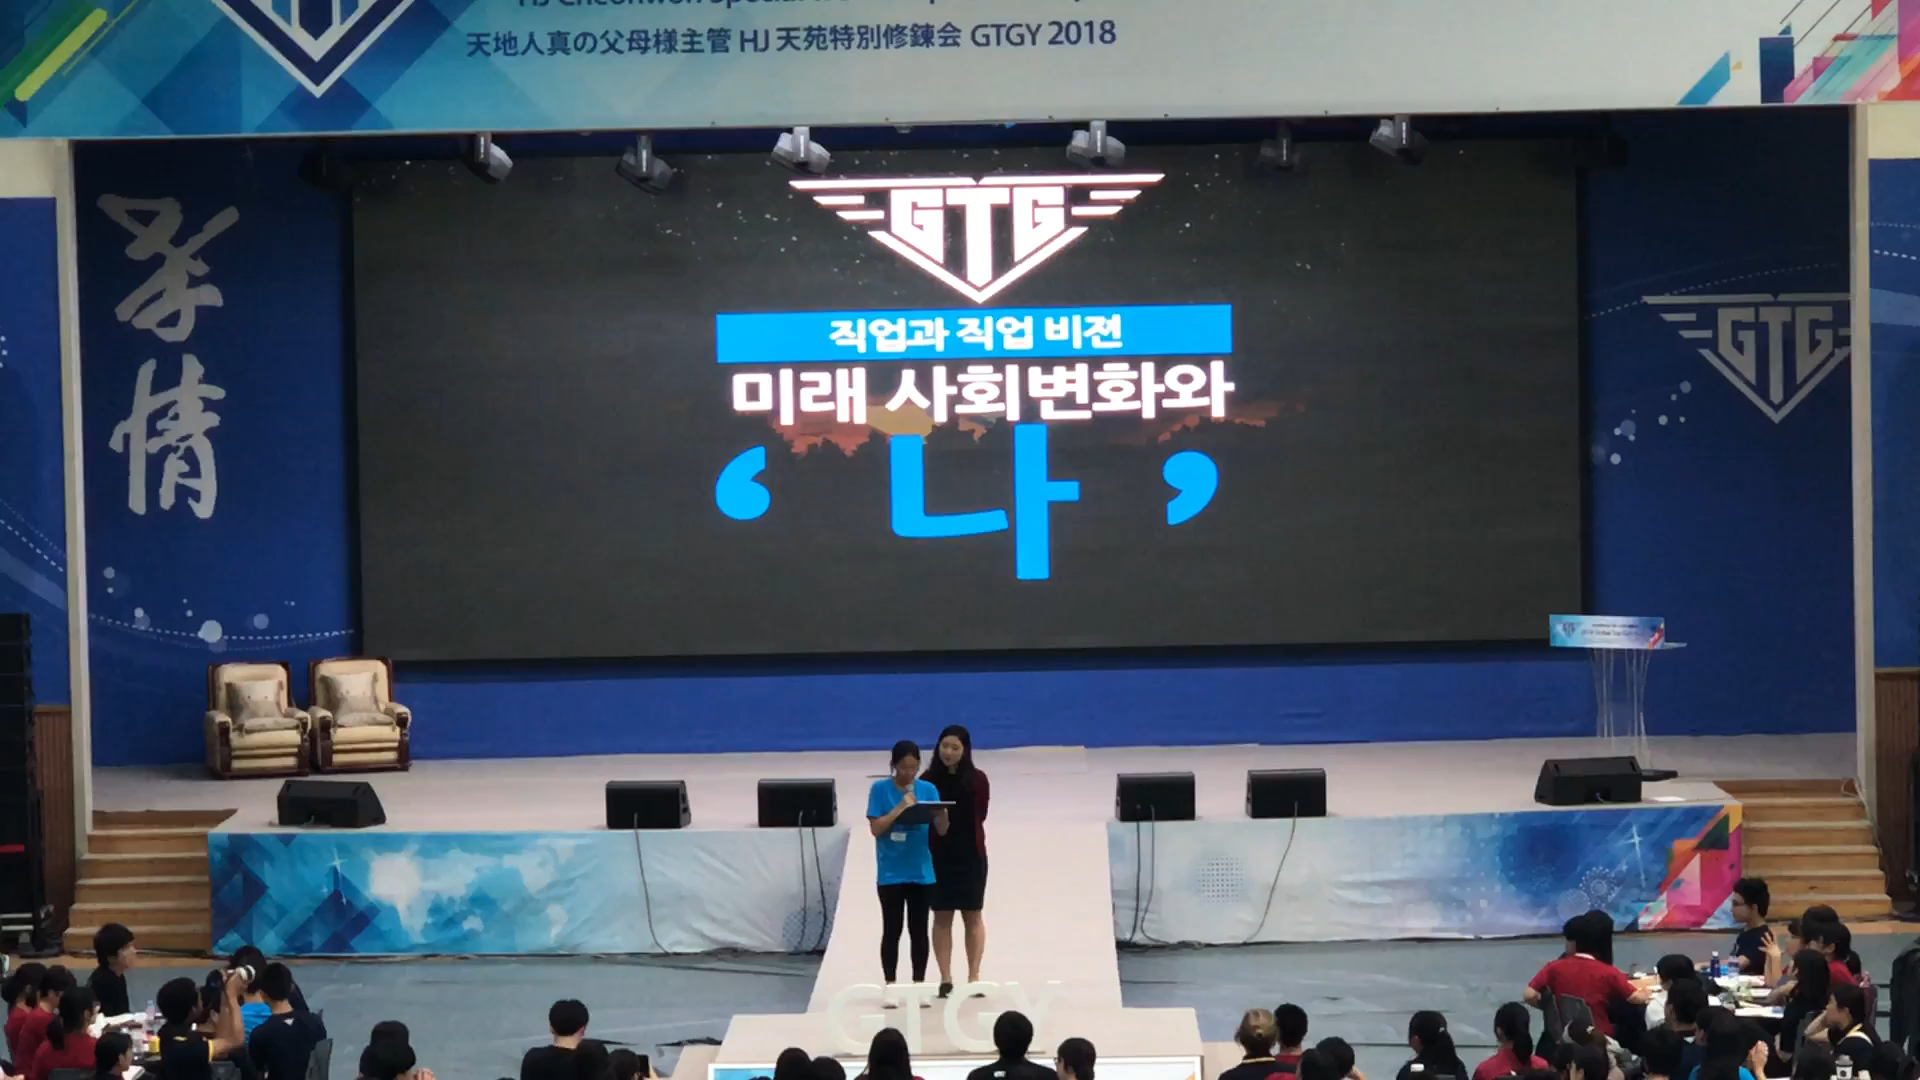 天地人真の父母様主管 HJ 天苑特別修錬会 GTGY 2018
GTG
직업과 직업 비젼
미래 사회변화와
‘나’
孝情
GTG
GTGY